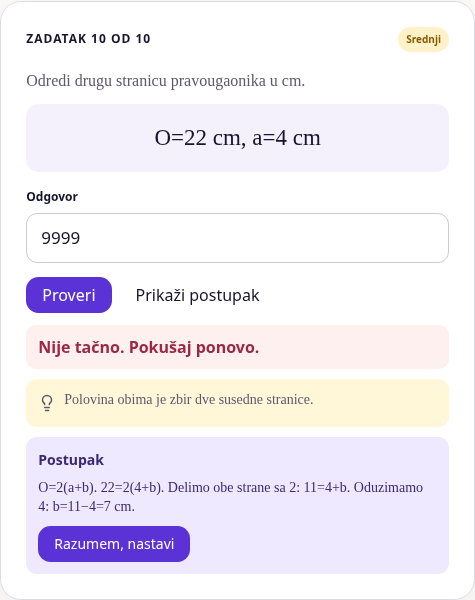 ZADATAK 10 OD 10
Srednji
Odredi drugu stranicu pravougaonika u cm.
O=22 cm, a=4 cm
Odgovor
9999
Proveri
Prikaži postupak
Nije tačno. Pokušaj ponovo.
Polovina obima je zbir dve susedne stranice.
Postupak
O=2(a+b). 22=2(4+b). Delimo obe strane sa 2: 11=4+b. Oduzimamo
4: b=11−4=7 cm.
Razumem, nastavi